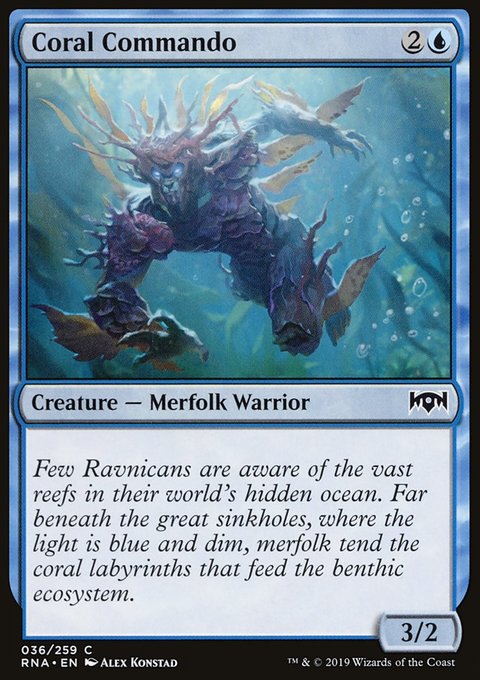 Coral Commando 2
Creature — Merfolk Warrior
Few Ravnicans are aware of the vast
reefs in their world's hidden ocean. Far
beneath the great sinkholes, where the
light is blue and dim, merfolk tend the
coral labyrinths that feed the benthic
ecosystem.
3/2
036/259 C
RNA • EN Alex Konstad
™ & © 2019 Wizards of the Coast